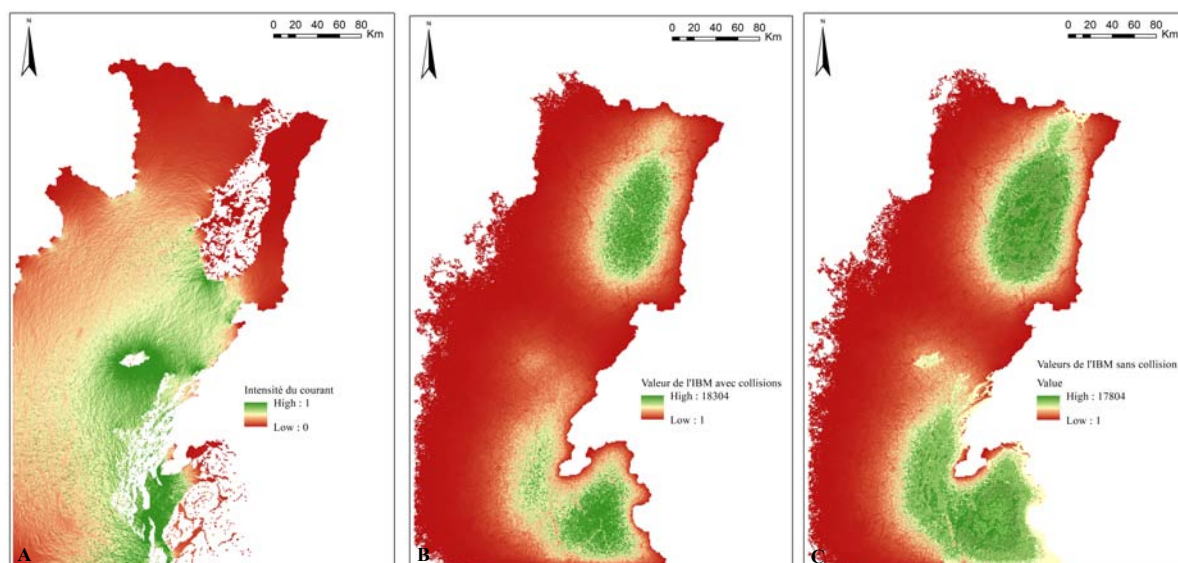 N
0 20 40 60 80
Km
Intensité du courant
High : 1
Low : 0
A
N
0 20 40 60 80
Km
Valeur de l'IBM avec collisions
High : 18304
Low : 1
B
N
0 20 40 60 80
Km
Valeurs de l'IBM sans collision
Value
High : 17804
Low : 1
C